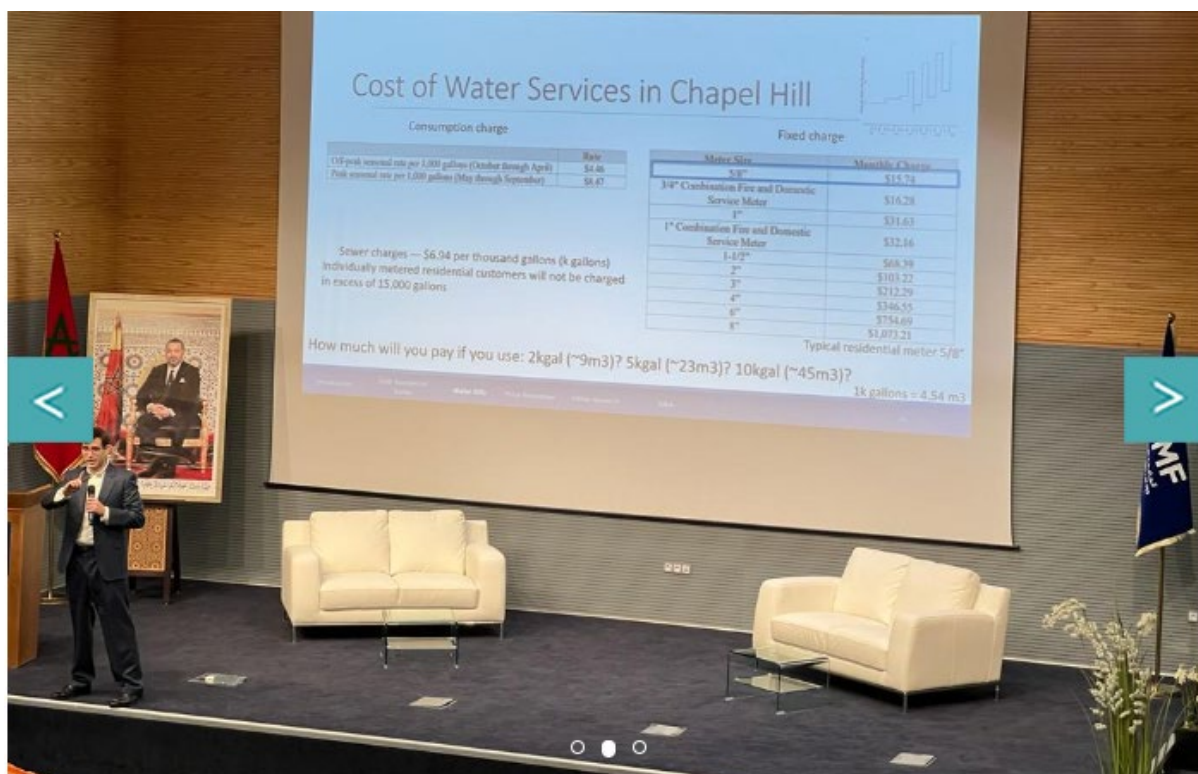 Cost of Water Services in Chapel Hill
Consumption charge
Rate
Off-peak seasonal rate per 1,000 gallons (October through April) $4.46
Peak seasonal rate per 1,000 gallons (May through September) $8.47
Sewer charges — $6.94 per thousand gallons (k gallons)
Individually metered residential customers will not be charged
in excess of 15,000 gallons
Fixed charge
Meter Size Monthly Charge
5/8" $15.74
3/4" Combination Fire and Domestic
Service Meter $16.28
1" $31.63
1" Combination Fire and Domestic
Service Meter $32.16
1-1/2" $68.39
2" $103.22
3" $212.29
4" $346.55
6" $754.69
8" $1,073.21
Typical residential meter 5/8"
How much will you pay if you use: 2kgal (~9m3)? 5kgal (~23m3)? 10kgal (~45m3)?
1k gallons = 4.54 m3
MF